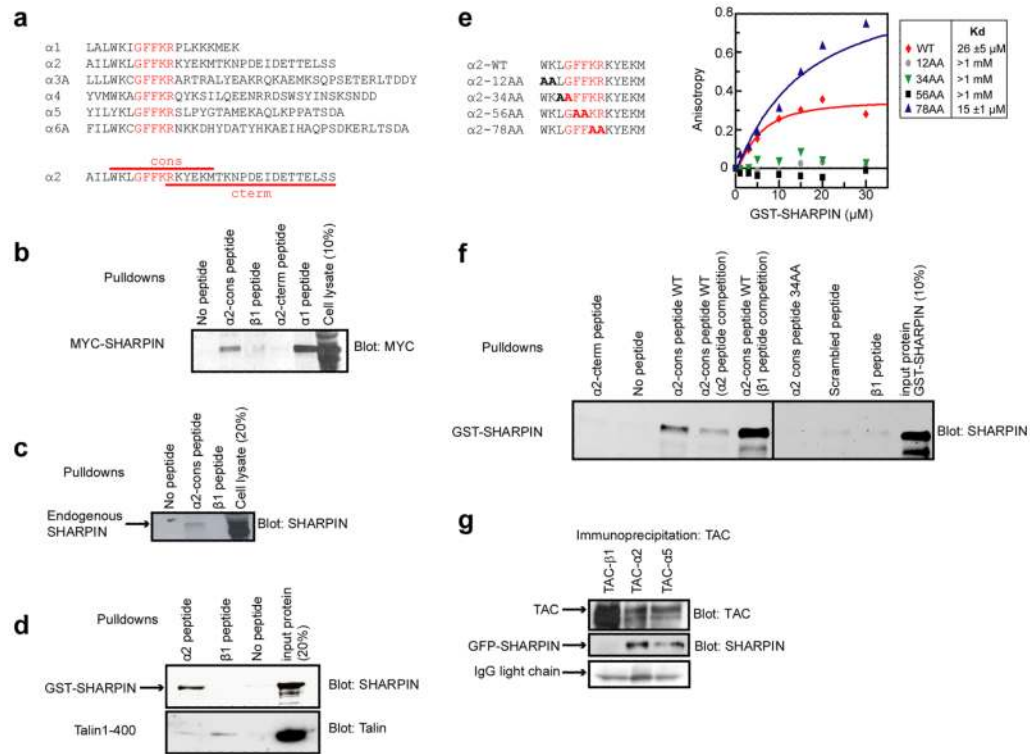 a
α1 LALWKIGFFKRPLKKKMEK
α2 AILWKLGFFKRKYEKMTKNPDEIDETTELSS
α3A LLLWKCGFFKRARTRALYEAKRQKAEMKSQPSETERLTDDY
α4 YVMWKAGFFKRQYKSILQEENRRDSWSYINSKSNDD
α5 YILYKLGFFKRSLPYGTAMEKAQLKPPATSDA
α6A FILWKCGFFKRNKKDHYDATYHKAEIHAQPSDKERLTSDA
cons
α2 AILWKLGFFKRKYEKMTKNPDEIDETTELSS
cterm
b
Pulldowns
No peptide
α2-cons peptide
β1 peptide
α2-cterm peptide
α1 peptide
Cell lysate (10%)
MYC-SHARPIN
Blot: MYC
c
Pulldowns
No peptide
α2-cons peptide
β1 peptide
Cell lysate (20%)
Endogenous
SHARPIN
Blot: SHARPIN
d
Pulldowns
α2 peptide
β1 peptide
No peptide
input protein
(20%)
GST-SHARPIN
Blot: SHARPIN
Talin1-400
Blot: Talin
e
α2-WT WKLGFFKRKYEKM
α2-12AA AALGFFKRKYEKM
α2-34AA WKAAFFKRKYEKM
α2-56AA WKLGAAKRKYEKM
α2-78AA WKLGFFAAKYEKM
Anisotropy
0.8
0.6
0.4
0.2
0
0 10 20 30
GST-SHARPIN (µM)
Kd
WT 26 ±5 µM
12AA >1 mM
34AA >1 mM
56AA >1 mM
78AA 15 ±1 µM
f
Pulldowns
α2-cterm peptide
No peptide
α2-cons peptide WT
α2-cons peptide WT
(α2 peptide competition)
α2-cons peptide WT
(β1 peptide competition)
α2 cons peptide 34AA
Scrambled peptide
β1 peptide
input protein
GST-SHARPIN (10%)
GST-SHARPIN
Blot: SHARPIN
g
Immunoprecipitation: TAC
TAC-β1
TAC-α2
TAC-α5
TAC
Blot: TAC
GFP-SHARPIN
Blot: SHARPIN
IgG light chain